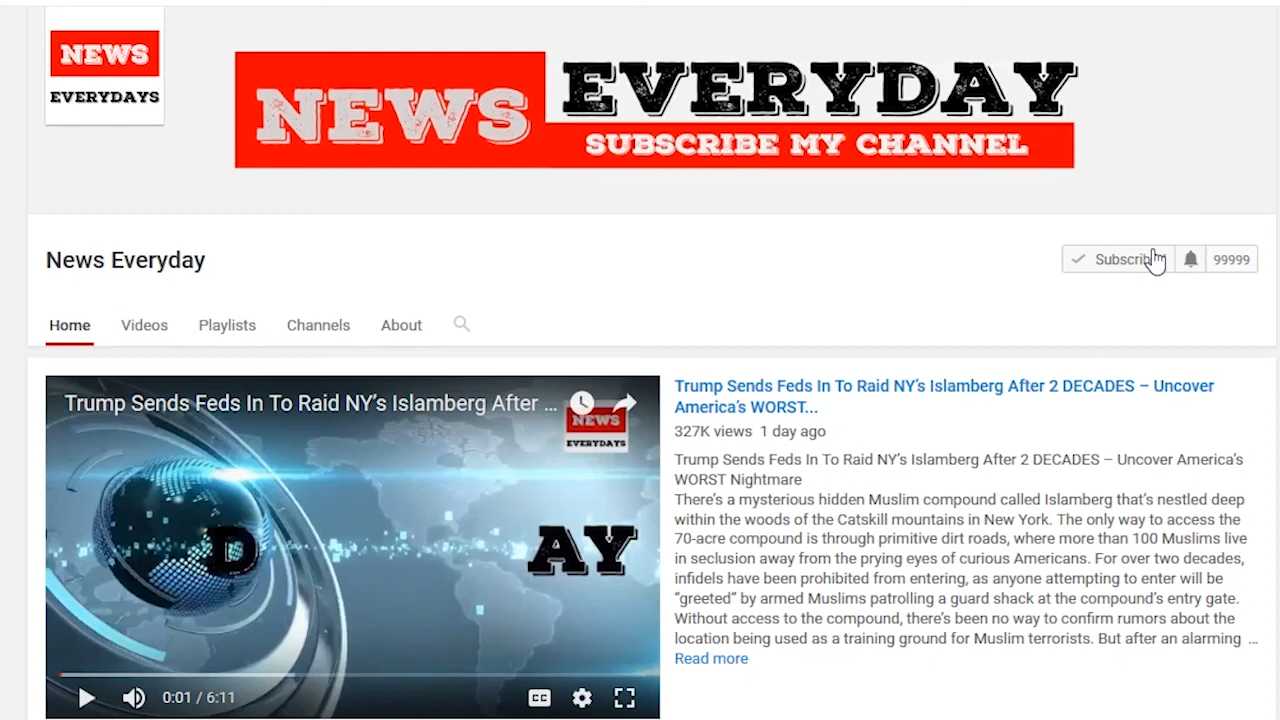 NEWS
EVERYDAYS
NEWS EVERYDAY
SUBSCRIBE MY CHANNEL
News Everyday
99999
Home Videos Playlists Channels About
Trump Sends Feds In To Raid NY's Islamberg After ...
NEWS
EVERYDAYS
D AY
0:01 / 6:11
CC
Trump Sends Feds In To Raid NY's Islamberg After 2 DECADES – Uncover
America's WORST...
327K views 1 day ago
Trump Sends Feds In To Raid NY's Islamberg After 2 DECADES – Uncover America's
WORST Nightmare
There's a mysterious hidden Muslim compound called Islamberg that's nestled deep
within the woods of the Catskill mountains in New York. The only way to access the
70-acre compound is through primitive dirt roads, where more than 100 Muslims live
in seclusion away from the prying eyes of curious Americans. For over two decades,
infidels have been prohibited from entering, as anyone attempting to enter will be
“greeted” by armed Muslims patrolling a guard shack at the compound's entry gate.
Without access to the compound, there's been no way to confirm rumors about the
location being used as a training ground for Muslim terrorists. But after an alarming ...
Read more